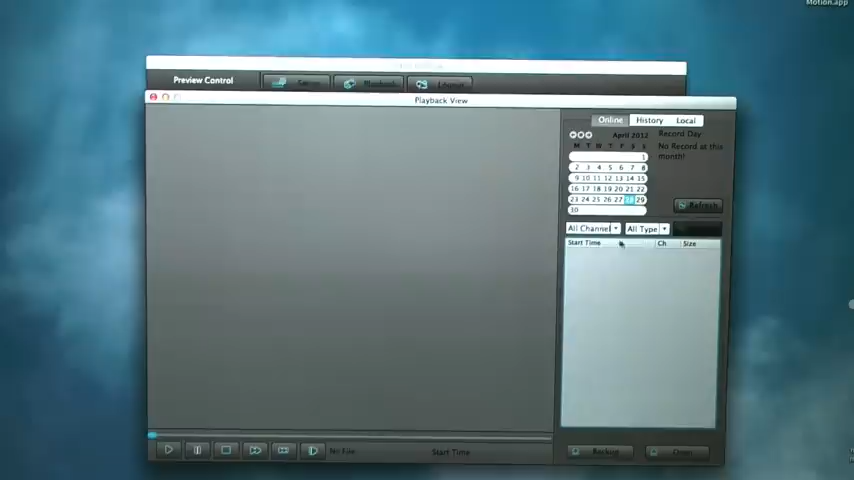 Motion.app
Preview Control
Playback
Playback View
Online History Local
April 2012
Record Day
No Record at this
month!
M T W T F S S
1
2 3 4 5 6 7 8
9 10 11 12 13 14 15
16 17 18 19 20 21 22
23 24 25 26 27 28 29
30
Refresh
All Channel All Type
Start Time Ch Size
No File Start Time Backup